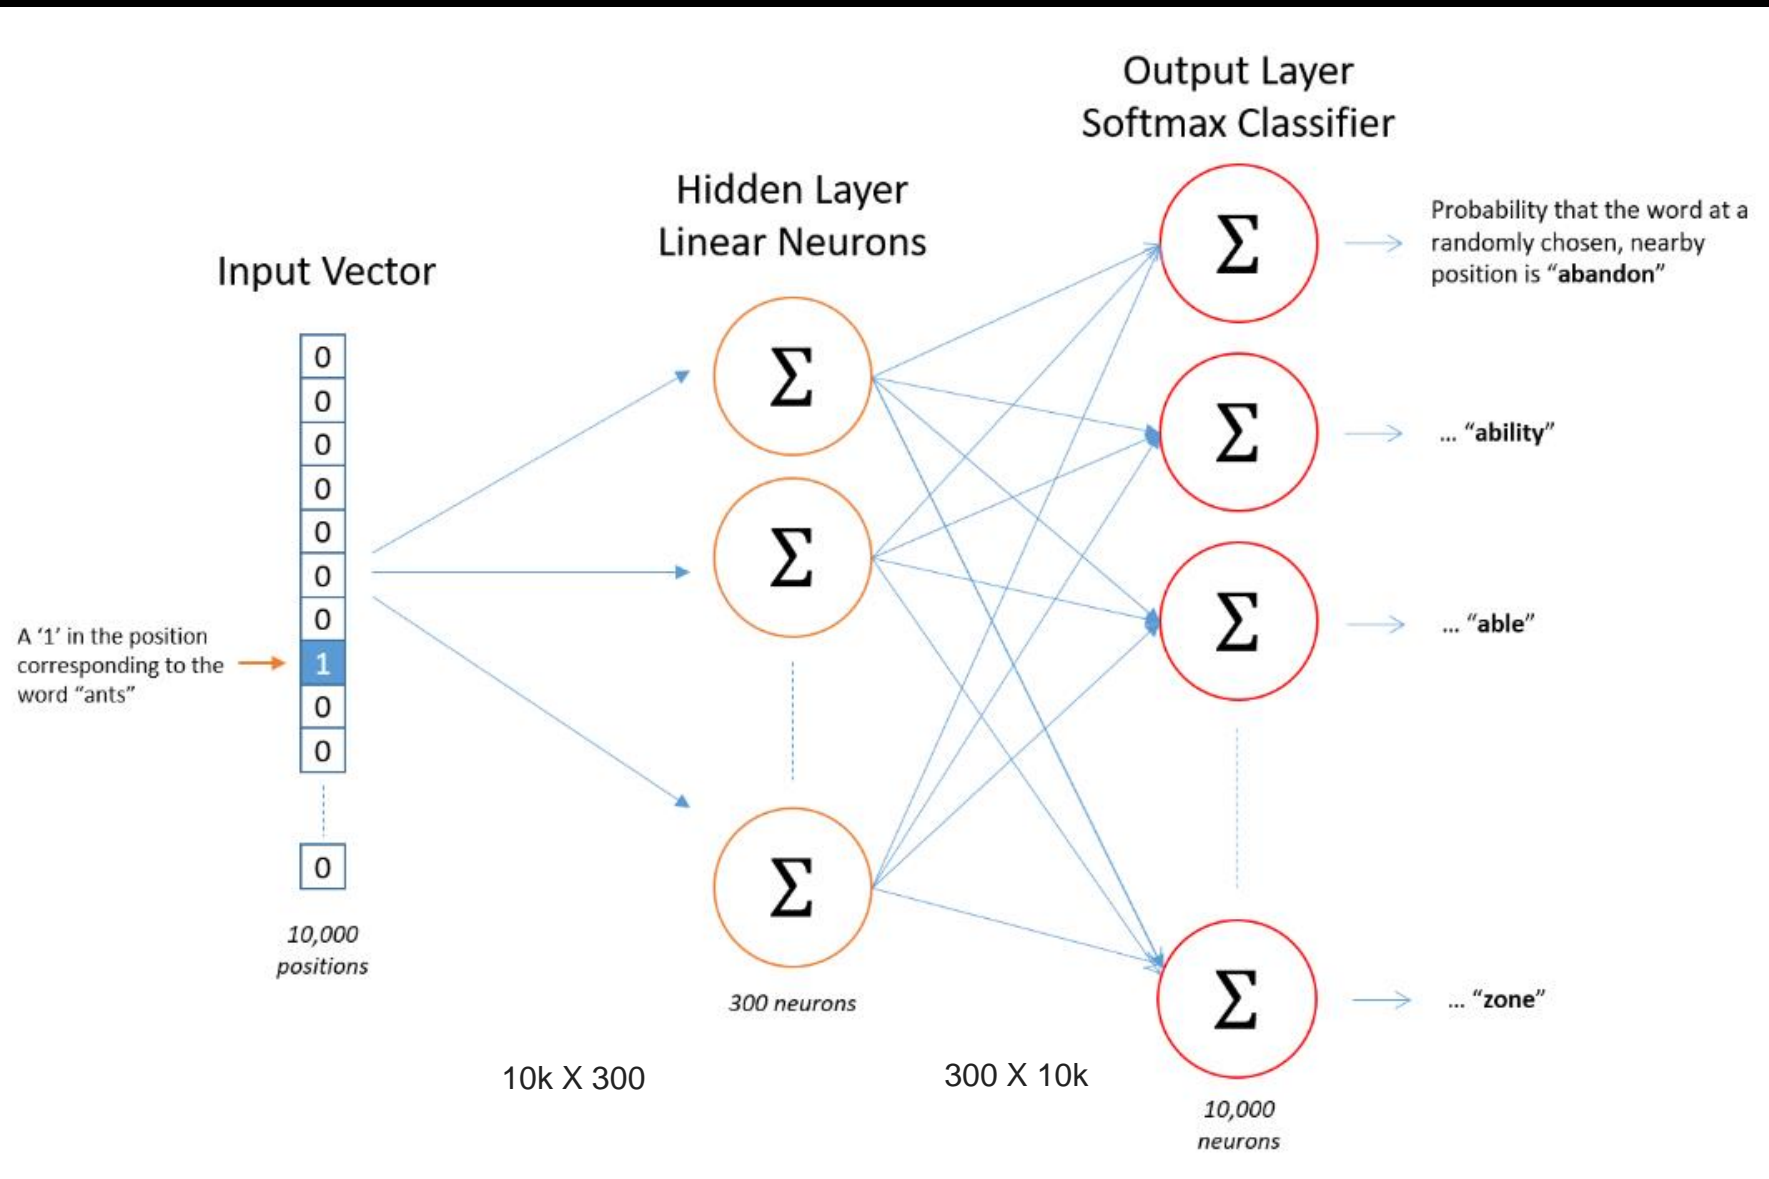 Output Layer
Softmax Classifier
Hidden Layer
Linear Neurons
Input Vector
0
0
0
0
0
0
0
1
0
0
0
A ‘1’ in the position
corresponding to the
word “ants”
10,000
positions
Σ
Σ
Σ
300 neurons
Σ
Σ
Σ
Σ
Probability that the word at a
randomly chosen, nearby
position is “abandon”
... “ability”
... “able”
... “zone”
10k X 300
300 X 10k
10,000
neurons